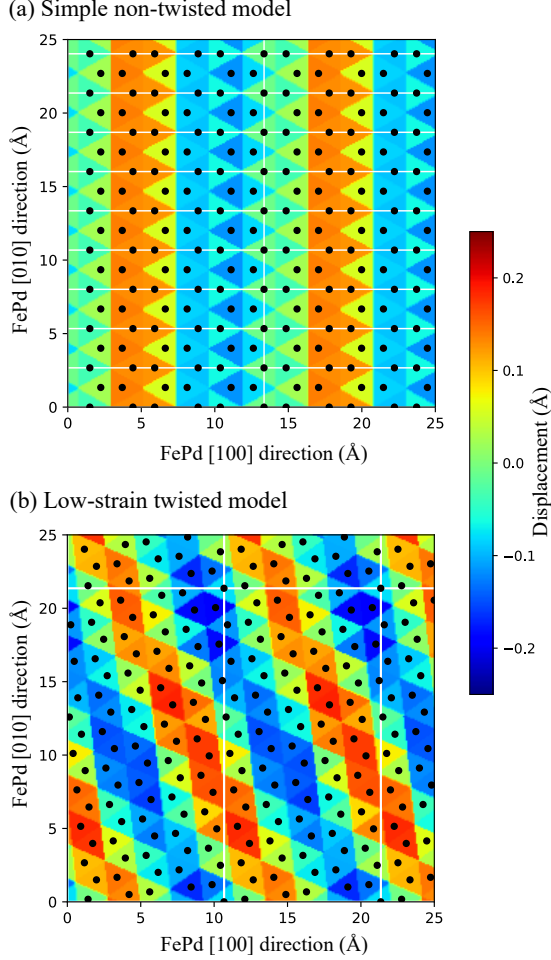 (a) Simple non-twisted model
25
20
15
10
5
0
FePd [010] direction (Å)
0 5 10 15 20 25
FePd [100] direction (Å)
0.2
0.1
0.0
−0.1
−0.2
Displacement (Å)
(b) Low-strain twisted model
25
20
15
10
5
0
FePd [010] direction (Å)
0 5 10 15 20 25
FePd [100] direction (Å)